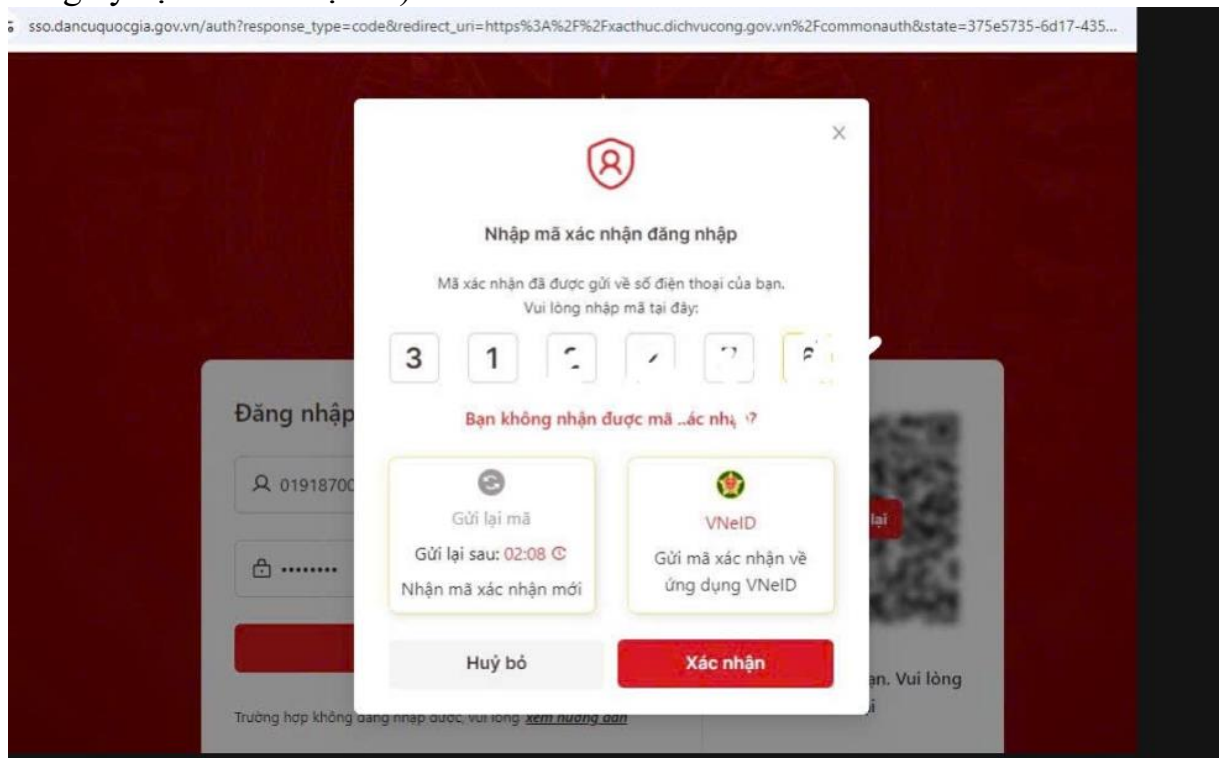 sso.dancuquocgia.gov.vn/auth?response_type=code&redirect_uri=https%3A%2F%2Fxacthuc.dichvucong.gov.vn%2Fcommonauth&state=375e5735-6d17-435...
Nhập mã xác nhận đăng nhập
Mã xác nhận đã được gửi về số điện thoại của bạn.
Vui lòng nhập mã tại đây:
3 1
Bạn không nhận được mã
Đăng nhập
01918700
Gửi lại mã
Gửi lại sau: 02:08
Nhận mã xác nhận mới
VNeID
Gửi mã xác nhận về
ứng dụng VNeID
lại
Huỷ bỏ
Xác nhận
Vui lòng
Trường hợp không đăng nhập được, vui lòng xem hướng dẫn